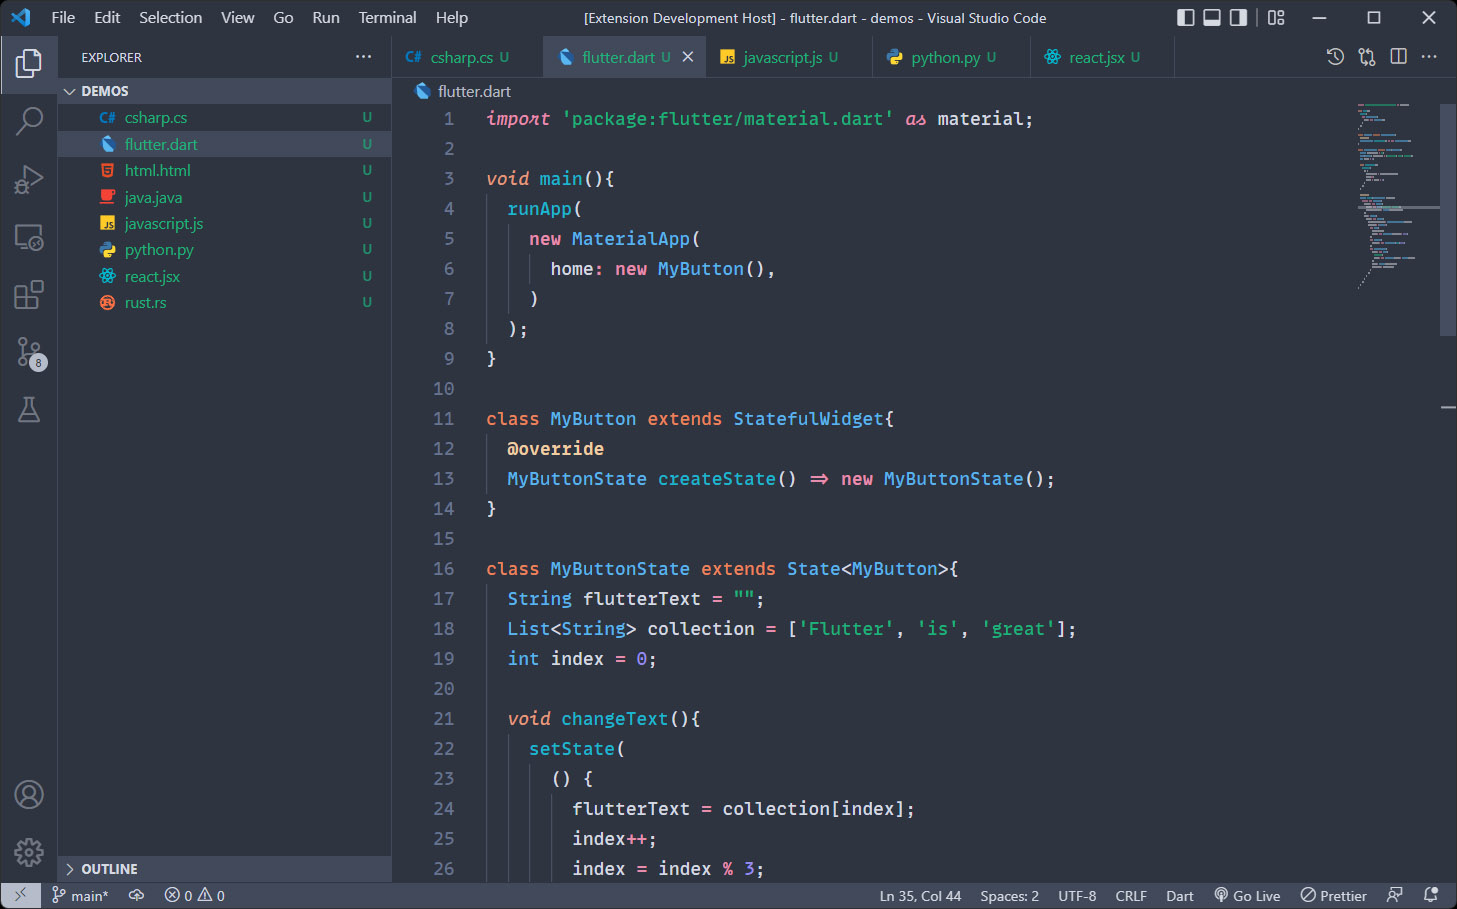 File Edit Selection View Go Run Terminal Help [Extension Development Host] - flutter.dart - demos - Visual Studio Code
EXPLORER
DEMOS
C# csharp.cs U
flutter.dart U
html.html U
java.java U
JS javascript.js U
python.py U
react.jsx U
rust.rs U
8
OUTLINE
C# csharp.cs U flutter.dart U JS javascript.js U python.py U react.jsx U
flutter.dart
1 import 'package:flutter/material.dart' as material;
2
3 void main(){
4 runApp(
5 new MaterialApp(
6 home: new MyButton(),
7 )
8 );
9 }
10
11 class MyButton extends StatefulWidget{
12 @override
13 MyButtonState createState() => new MyButtonState();
14 }
15
16 class MyButtonState extends State<MyButton>{
17 String flutterText = "";
18 List<String> collection = ['Flutter', 'is', 'great'];
19 int index = 0;
20
21 void changeText(){
22 setState(
23 () {
24 flutterText = collection[index];
25 index++;
26 index = index % 3;
main* 0 0 Ln 35, Col 44 Spaces: 2 UTF-8 CRLF Dart Go Live Prettier